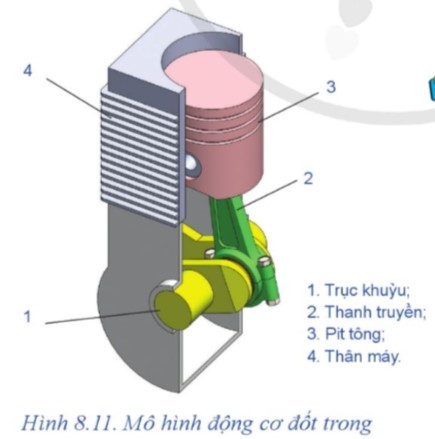 4
3
2
1
1. Trục khuỷu;
2. Thanh truyền;
3. Pit tông;
4. Thân máy.
Hình 8.11. Mô hình động cơ đốt trong